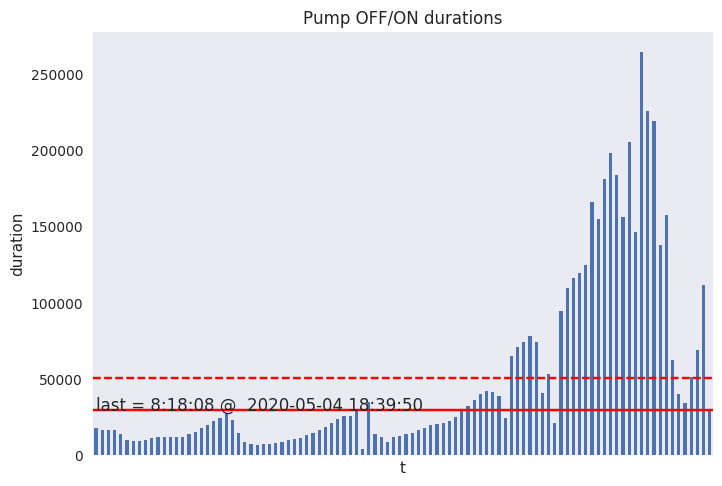 Pump OFF/ON durations
250000
200000
150000
100000
50000
0
duration
last = 8:18:08 @  2020-05-04 18:39:50
t